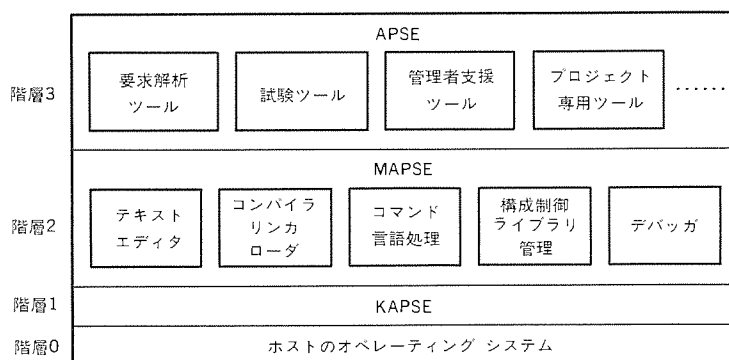 APSE
階層3
要求解析
ツール
試験ツール
管理者支援
ツール
プロジェクト
専用ツール
……
MAPSE
階層2
テキスト
エディタ
コンパイラ
リンカ
ローダ
コマンド
言語処理
構成制御
ライブラリ
管理
デバッガ
階層1
KAPSE
階層0
ホストのオペレーティング システム